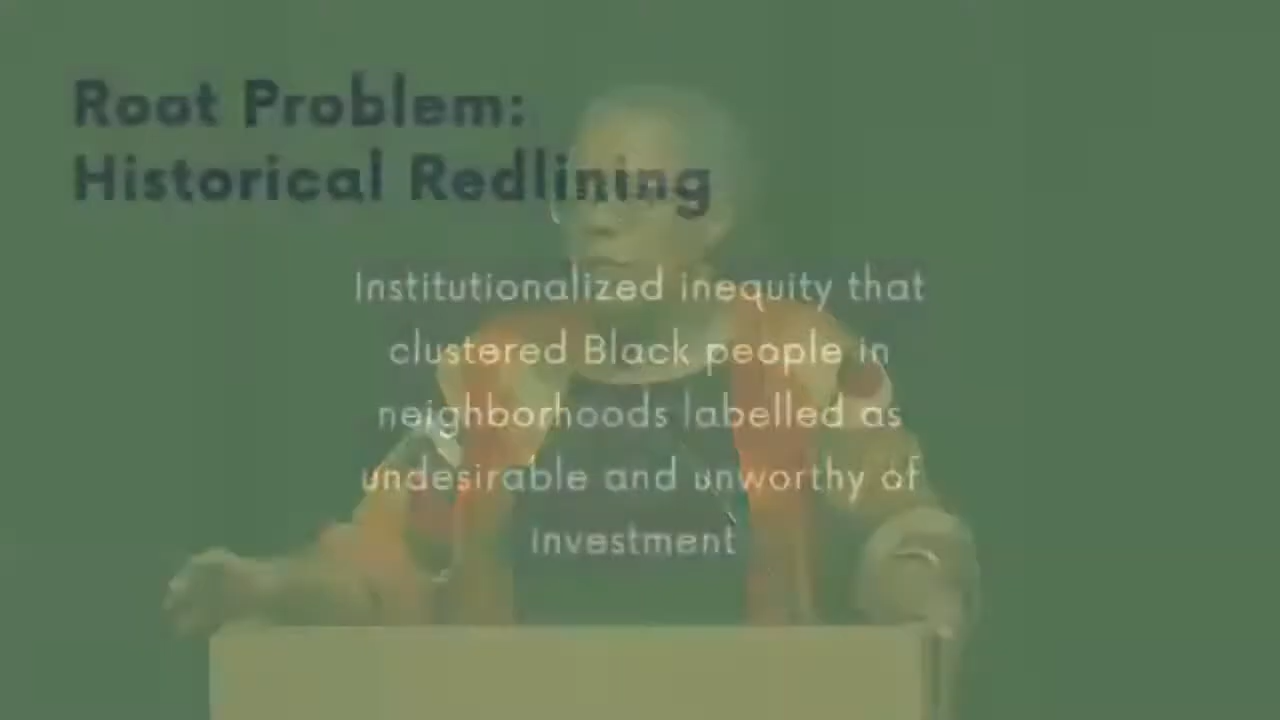 Root Problem:
Historical Redlining
Institutionalized inequity that
clustered Black people in
neighborhoods labelled as
undesirable and unworthy of
investment